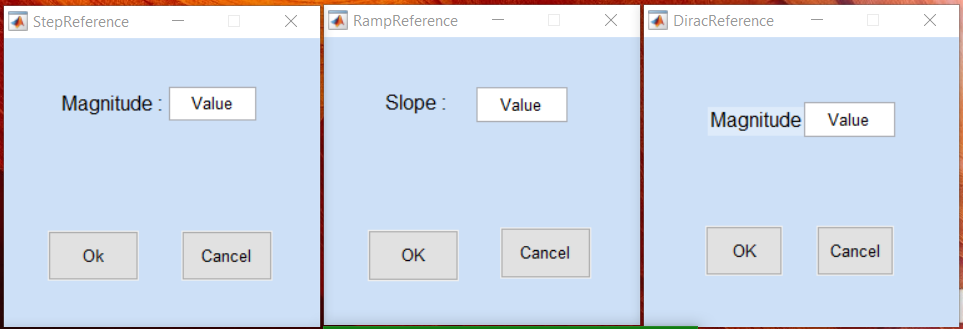 StepReference
Magnitude : Value
Ok Cancel
RampReference
Slope : Value
OK Cancel
DiracReference
Magnitude Value
OK Cancel